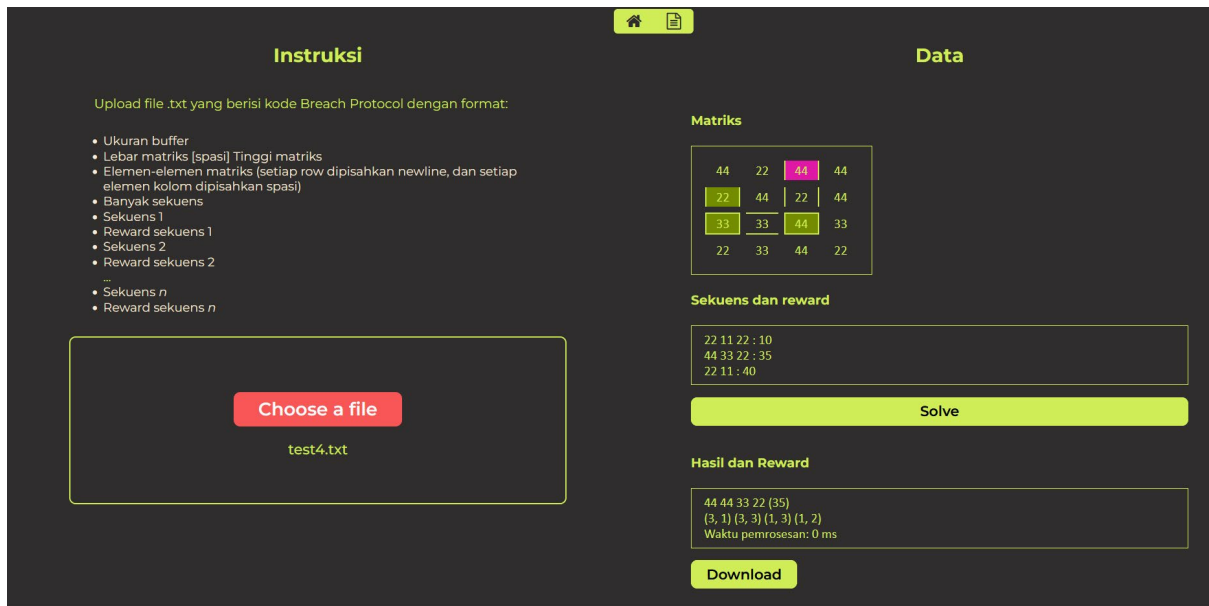 Instruksi
Upload file .txt yang berisi kode Breach Protocol dengan format:
• Ukuran buffer
• Lebar matriks [spasi] Tinggi matriks
• Elemen-elemen matriks (setiap row dipisahkan newline, dan setiap
elemen kolom dipisahkan spasi)
• Banyak sekuens
• Sekuens 1
• Reward sekuens 1
• Sekuens 2
• Reward sekuens 2
...
• Sekuens n
• Reward sekuens n
Choose a file
test4.txt
Data
Matriks
44 22 44 44
22 44 22 44
33 33 44 33
22 33 44 22
Sekuens dan reward
22 11 22 : 10
44 33 22 : 35
22 11 : 40
Solve
Hasil dan Reward
44 44 33 22 (35)
(3, 1) (3, 3) (1, 3) (1, 2)
Waktu pemrosesan: 0 ms
Download